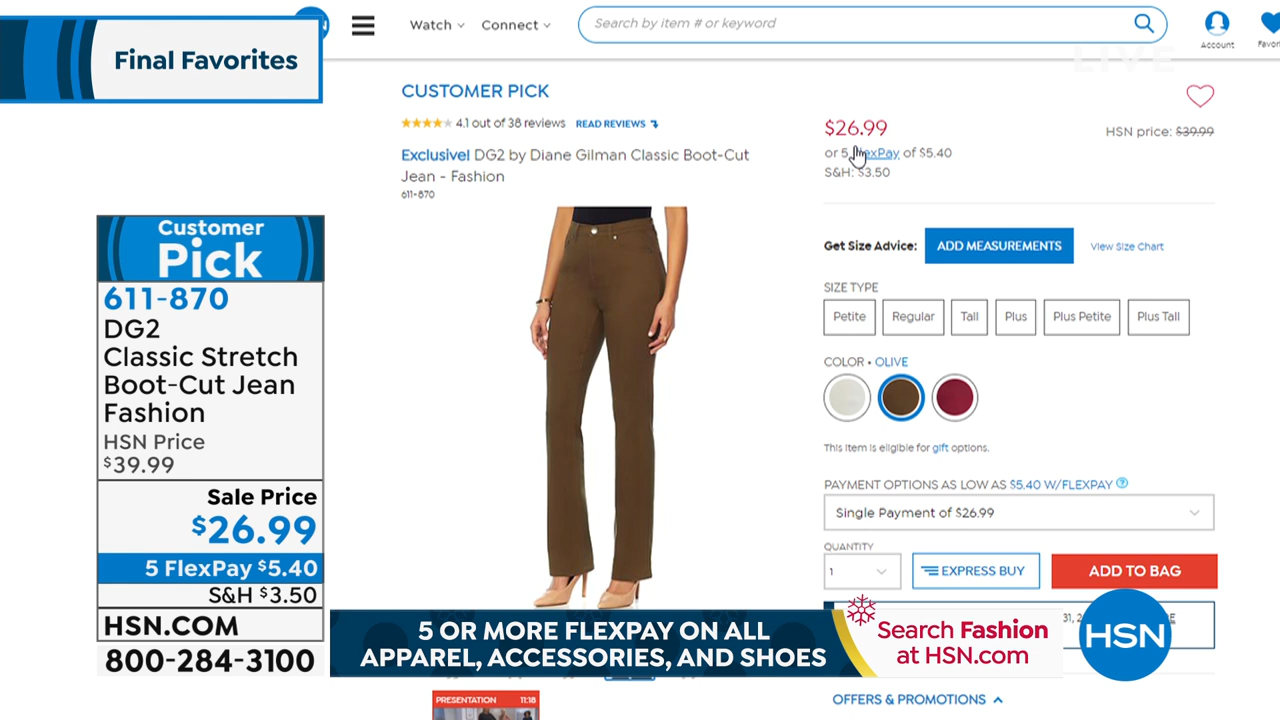 Final Favorites
Watch
Connect
Search by item # or keyword
Account
LIVE
CUSTOMER PICK
4.1 out of 38 reviews READ REVIEWS
Exclusive! DG2 by Diane Gilman Classic Boot-Cut
Jean - Fashion
611-870
$26.99
HSN price: $39.99
or 5 FlexPay of $5.40
S&H: $3.50
Get Size Advice: ADD MEASUREMENTS View Size Chart
SIZE TYPE
Petite Regular Tall Plus Plus Petite Plus Tall
COLOR • OLIVE
This item is eligible for gift options.
PAYMENT OPTIONS AS LOW AS $5.40 W/FLEXPAY ?
Single Payment of $26.99
QUANTITY
1
EXPRESS BUY
ADD TO BAG
OFFERS & PROMOTIONS
Customer
Pick
611-870
DG2
Classic Stretch
Boot-Cut Jean
Fashion
HSN Price
$39.99
Sale Price
$26.99
5 FlexPay $5.40
S&H $3.50
HSN.COM
800-284-3100
5 OR MORE FLEXPAY ON ALL
APPAREL, ACCESSORIES, AND SHOES
Search Fashion
at HSN.com
HSN
PRESENTATION 11:18